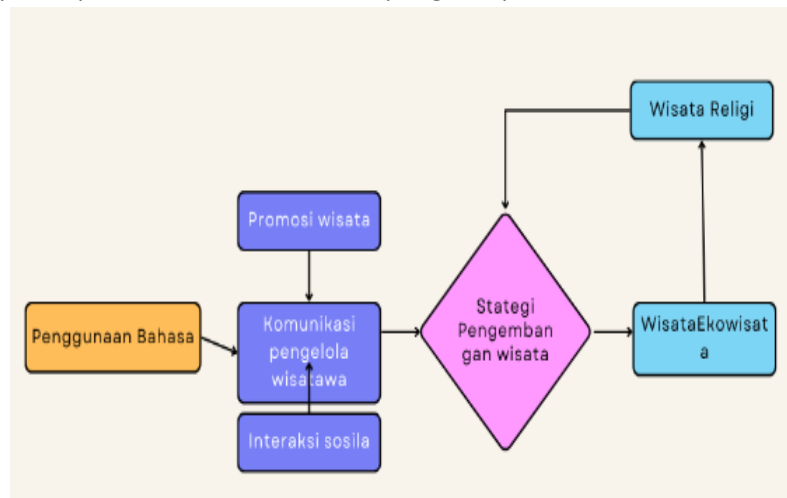 Wisata Religi
Promosi wisata
Penggunaan Bahasa
Komunikasi
pengelola
wisatawa
Stategi
Pengemban
gan wisata
WisataEkowisat
a
Interaksi sosila